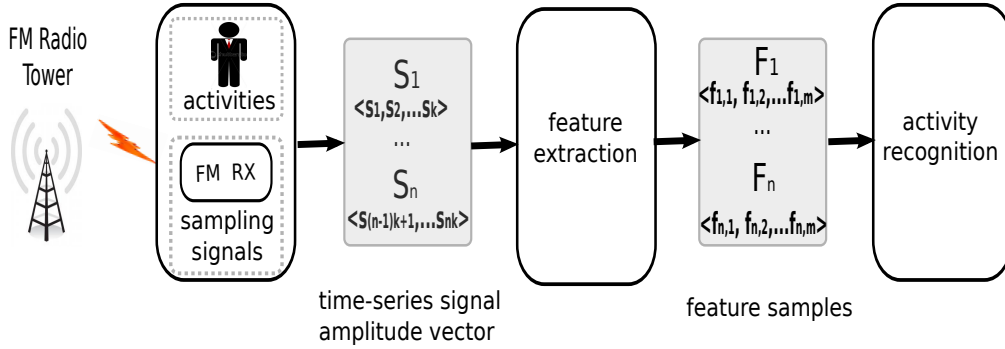 FM Radio
Tower
activities
FM RX
sampling
signals
S1
<S1,S2,...Sk>
...
Sn
<S(n-1)k+1,...Snk>
time-series signal
amplitude vector
feature
extraction
F1
<f1,1, f1,2,...f1,m>
...
Fn
<fn,1, fn,2,...fn,m>
feature samples
activity
recognition